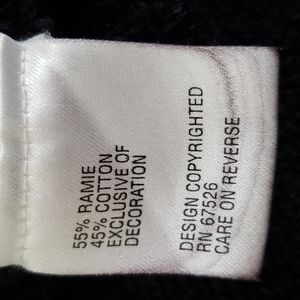 55% RAMIE
45% COTTON
EXCLUSIVE OF
DECORATION
DESIGN COPYRIGHTED
RN 67526
CARE ON REVERSE